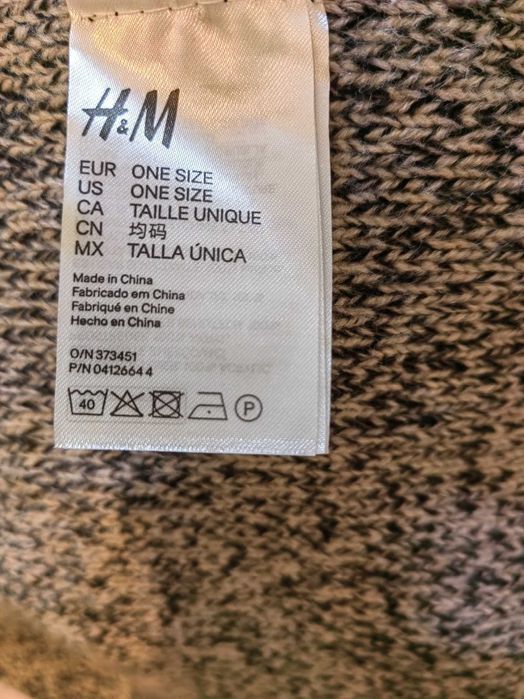 H&M
EUR ONE SIZE
US ONE SIZE
CA TAILLE UNIQUE
CN 均码
MX TALLA ÚNICA
Made in China
Fabricado em China
Fabriqué en Chine
Hecho en China
O/N 373451
P/N 0412664 4
40 P